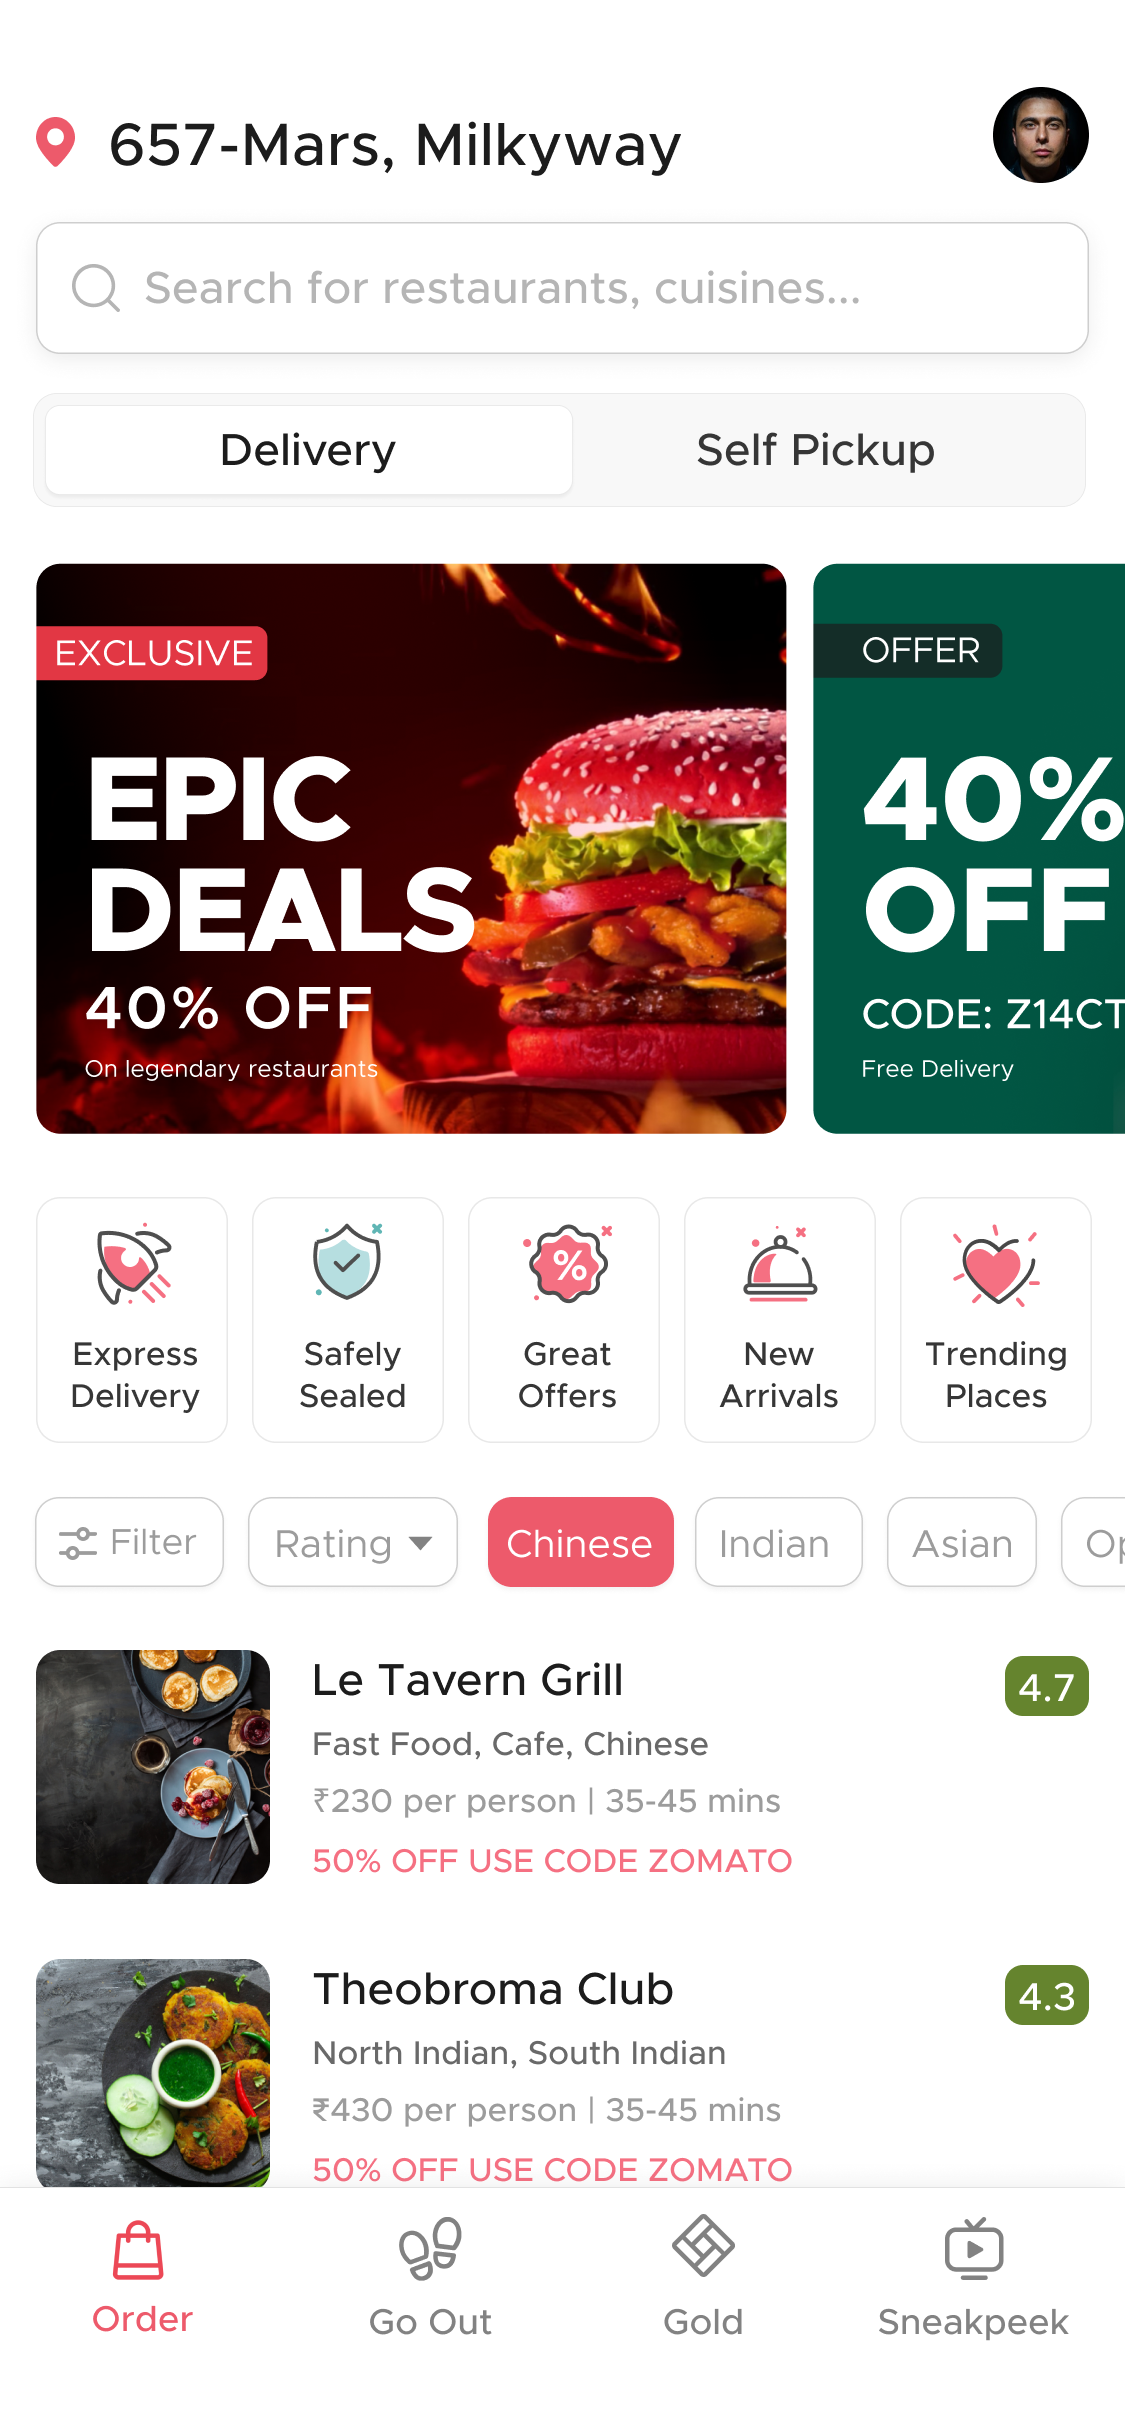 657-Mars, Milkyway
Search for restaurants, cuisines...
Delivery
Self Pickup
EXCLUSIVE
EPIC
DEALS
40% OFF
On legendary restaurants
OFFER
40%
OFF
CODE: Z14CT
Free Delivery
Express
Delivery
Safely
Sealed
%
Great
Offers
New
Arrivals
Trending
Places
Filter
Rating
Chinese
Indian
Asian
Le Tavern Grill
4.7
Fast Food, Cafe, Chinese
₹230 per person | 35-45 mins
50% OFF USE CODE ZOMATO
Theobroma Club
4.3
North Indian, South Indian
₹430 per person | 35-45 mins
50% OFF USE CODE ZOMATO
Order
Go Out
Gold
Sneakpeek